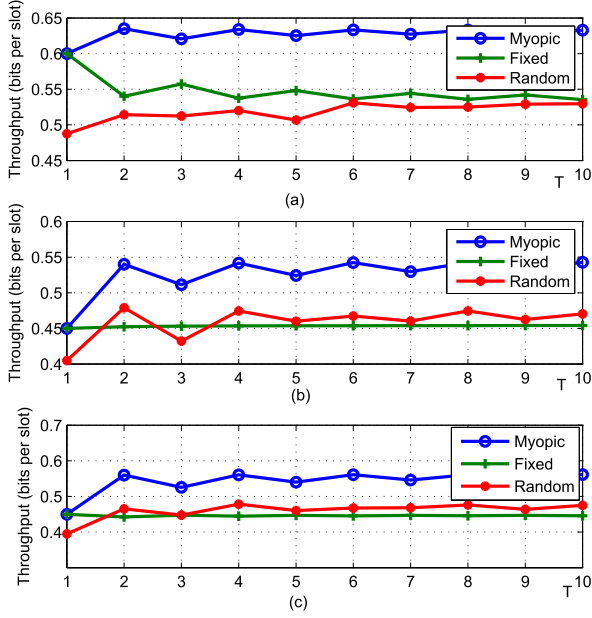 Throughput (bits per slot)
0.65
0.6
0.55
0.5
0.45
Myopic
Fixed
Random
1 2 3 4 5 6 7 8 9 10
T
(a)
Throughput (bits per slot)
0.6
0.55
0.5
0.45
0.4
Myopic
Fixed
Random
1 2 3 4 5 6 7 8 9 10
T
(b)
Throughput (bits per slot)
0.7
0.6
0.5
0.4
Myopic
Fixed
Random
1 2 3 4 5 6 7 8 9 10
T
(c)